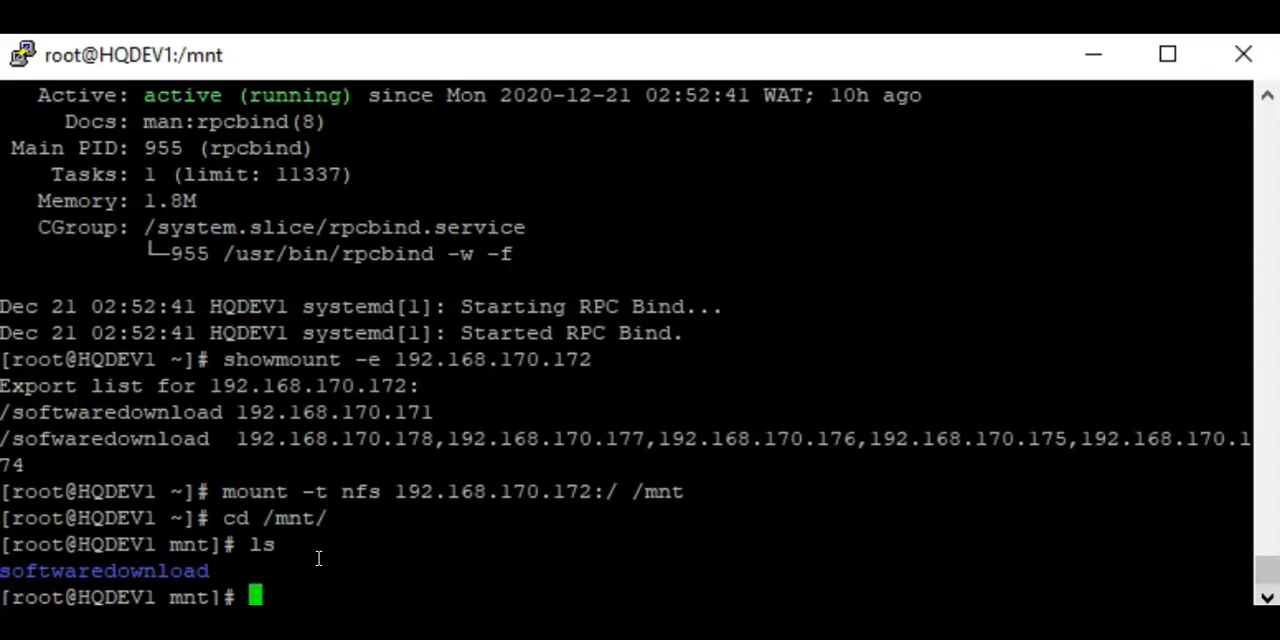 root@HQDEV1:/mnt
Active: active (running) since Mon 2020-12-21 02:52:41 WAT; 10h ago
Docs: man:rpcbind(8)
Main PID: 955 (rpcbind)
Tasks: 1 (limit: 11337)
Memory: 1.8M
CGroup: /system.slice/rpcbind.service
└─955 /usr/bin/rpcbind -w -f
Dec 21 02:52:41 HQDEV1 systemd[1]: Starting RPC Bind...
Dec 21 02:52:41 HQDEV1 systemd[1]: Started RPC Bind.
[root@HQDEV1 ~]# showmount -e 192.168.170.172
Export list for 192.168.170.172:
/softwaredownload 192.168.170.171
/sofwaredownload  192.168.170.178,192.168.170.177,192.168.170.176,192.168.170.175,192.168.170.1
74
[root@HQDEV1 ~]# mount -t nfs 192.168.170.172:/ /mnt
[root@HQDEV1 ~]# cd /mnt/
[root@HQDEV1 mnt]# ls
softwaredownload
[root@HQDEV1 mnt]#